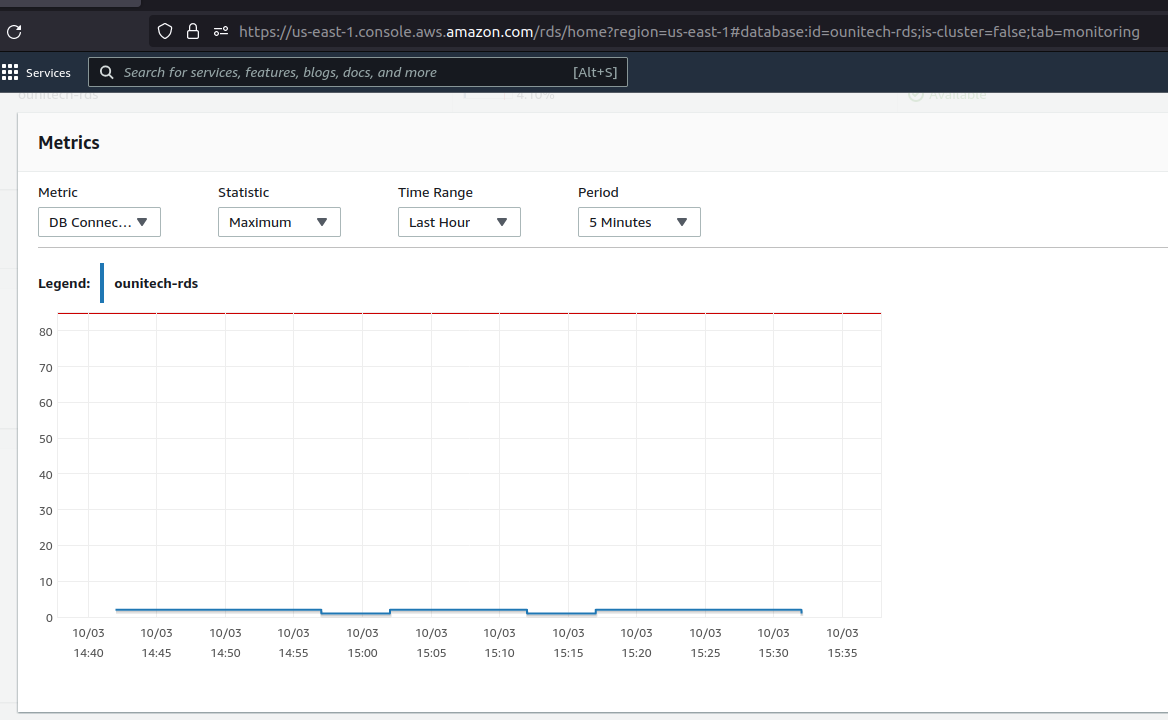 https://us-east-1.console.aws.amazon.com/rds/home?region=us-east-1#database:id=ounitech-rds;is-cluster=false;tab=monitoring
Services
Search for services, features, blogs, docs, and more
[Alt+S]
ounitech-rds 4.10% Available
Metrics
Metric Statistic Time Range Period
DB Connec... Maximum Last Hour 5 Minutes
Legend: ounitech-rds
80
70
60
50
40
30
20
10
0
10/03 10/03 10/03 10/03 10/03 10/03 10/03 10/03 10/03 10/03 10/03 10/03
14:40 14:45 14:50 14:55 15:00 15:05 15:10 15:15 15:20 15:25 15:30 15:35